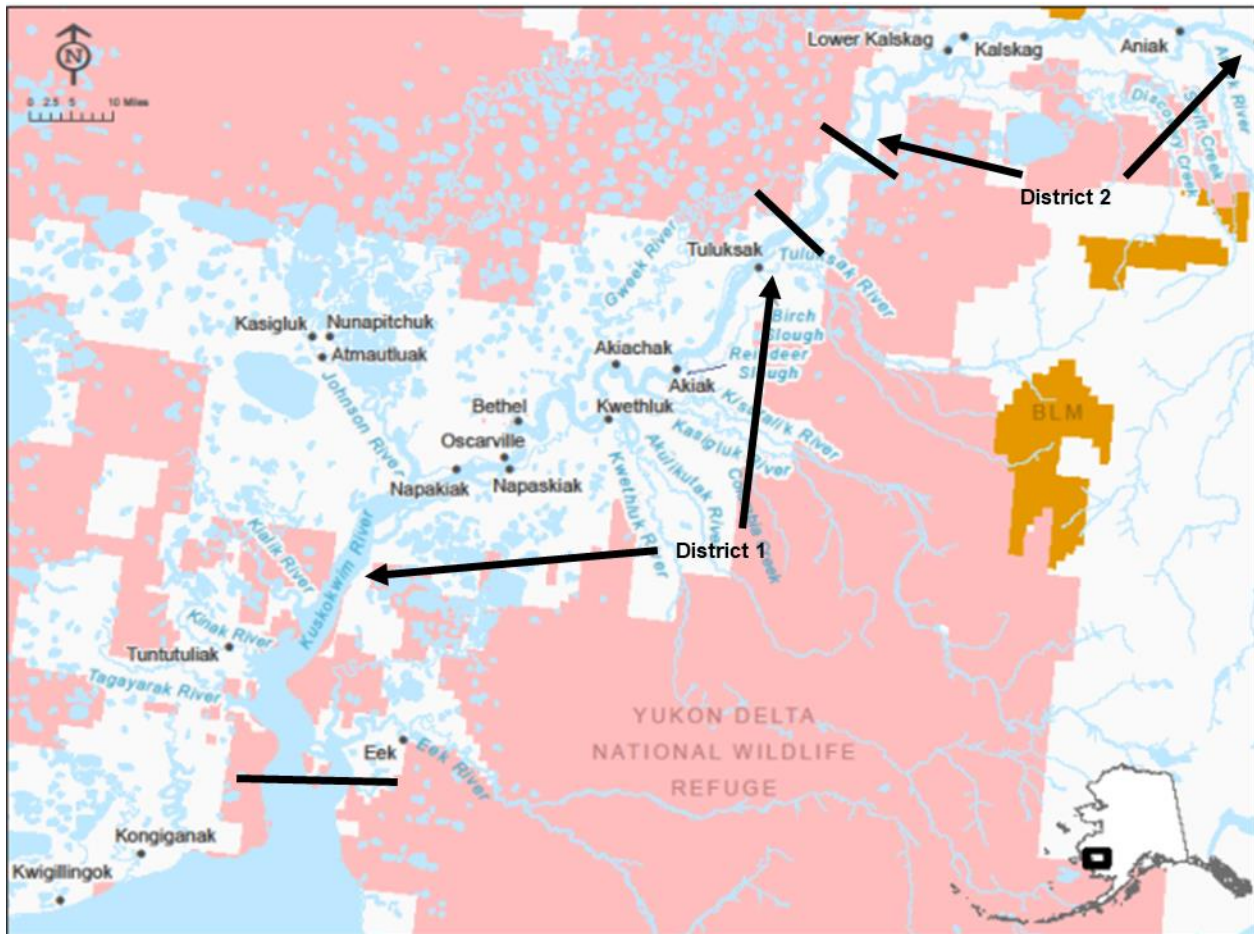 Lower Kalskag
Kalskag
Aniak
N
0 2.5 5 10 Miles
Aniak River
Swift Creek
Discovery Creek
District 2
Tuluksak
Tuluksak River
Gweek River
Birch
Slough
Reindeer
Slough
Kasigluk
Nunapitchuk
Atmautluak
Johnson River
Akiachak
Akiak
Kisaralik River
Kwethluk
Kasigluk River
Akulikutak River
Kwethluk River
Bethel
Oscarville
Napakiak
Napaskiak
BLM
District 1
Kialik River
Kuskokwim River
Kinak River
Tuntutuliak
Tagayarak River
Eek
Eek River
YUKON DELTA
NATIONAL WILDLIFE
REFUGE
Kongiganak
Kwigillingok